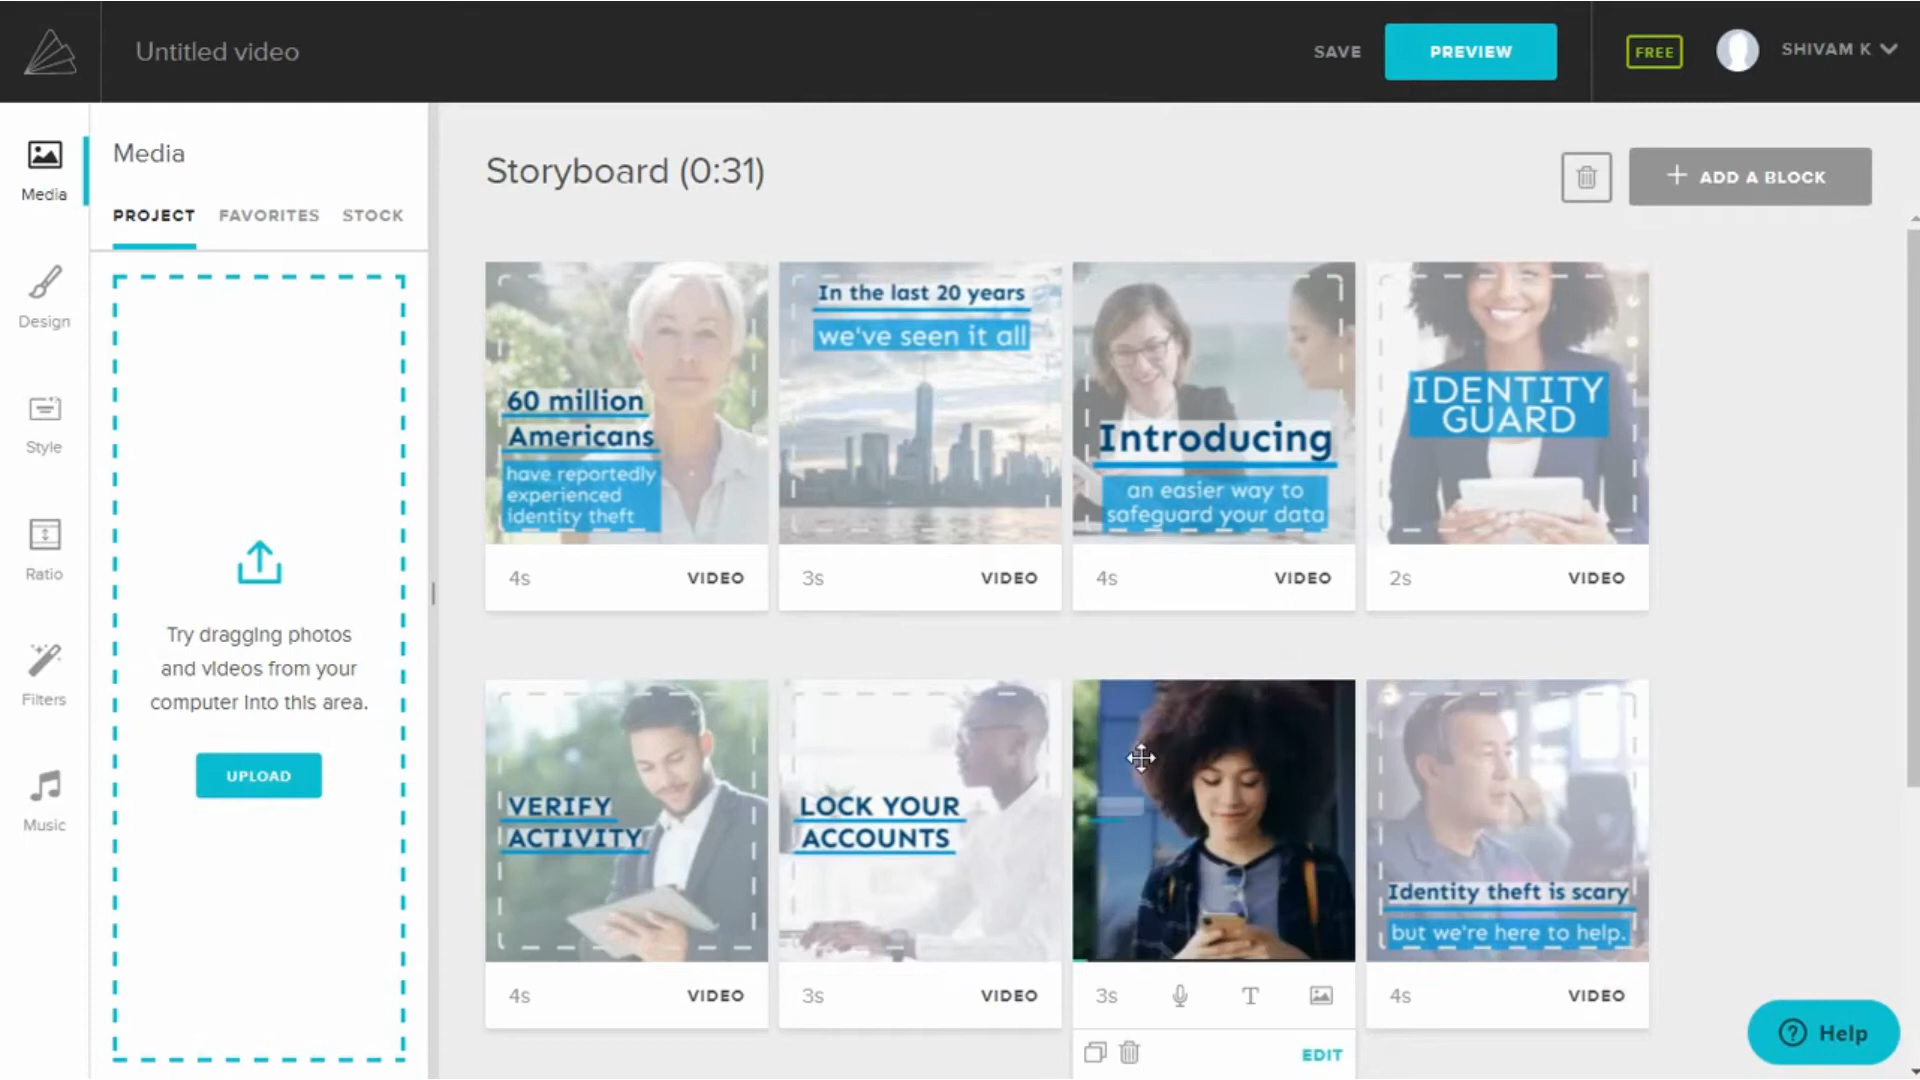 Untitled video
SAVE
PREVIEW
FREE
SHIVAM K
Media
Design
Style
Ratio
Filters
Music
Media
PROJECT
FAVORITES
STOCK
Try dragging photos
and videos from your
computer into this area.
UPLOAD
Storyboard (0:31)
ADD A BLOCK
60 million
Americans
have reportedly
experienced
identity theft
4s VIDEO
In the last 20 years
we've seen it all
3s VIDEO
Introducing
an easier way to
safeguard your data
4s VIDEO
IDENTITY
GUARD
2s VIDEO
VERIFY
ACTIVITY
4s VIDEO
LOCK YOUR
ACCOUNTS
3s VIDEO
3s T
EDIT
Identity theft is scary
but we're here to help.
4s VIDEO
? Help